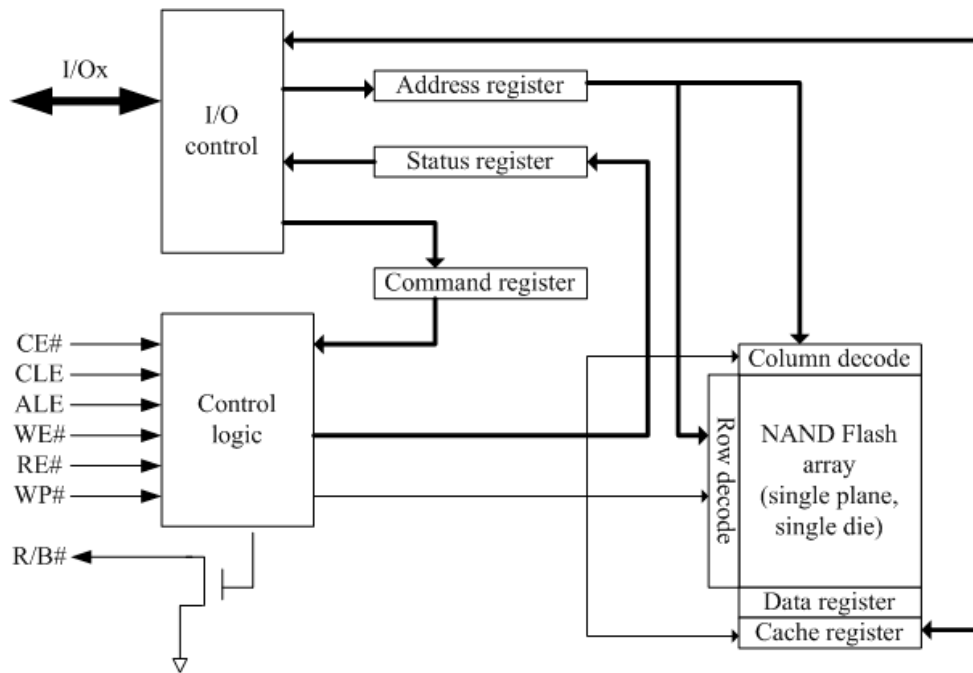 I/Ox
I/O
control
Address register
Status register
Command register
CE#
CLE
ALE
WE#
RE#
WP#
R/B#
Control
logic
Column decode
Row decode
NAND Flash
array
(single plane,
single die)
Data register
Cache register